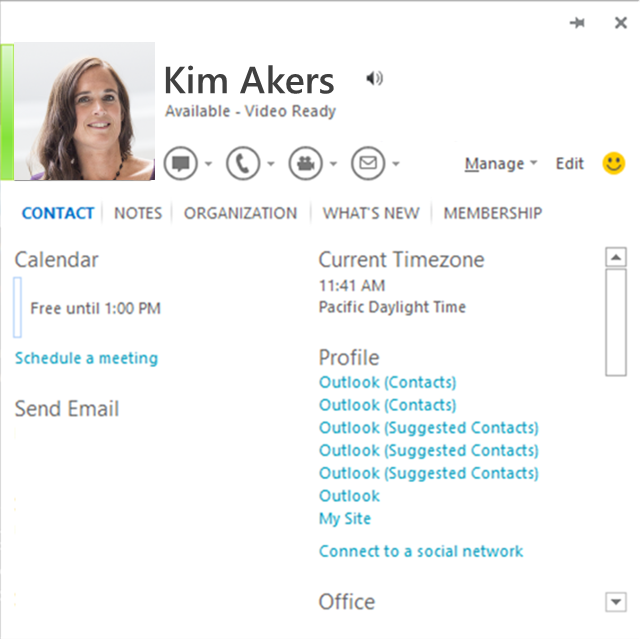 Kim Akers
Available - Video Ready
Manage Edit
CONTACT NOTES ORGANIZATION WHAT'S NEW MEMBERSHIP
Calendar
Free until 1:00 PM
Schedule a meeting
Send Email
Current Timezone
11:41 AM
Pacific Daylight Time
Profile
Outlook (Contacts)
Outlook (Contacts)
Outlook (Suggested Contacts)
Outlook (Suggested Contacts)
Outlook (Suggested Contacts)
Outlook
My Site
Connect to a social network
Office